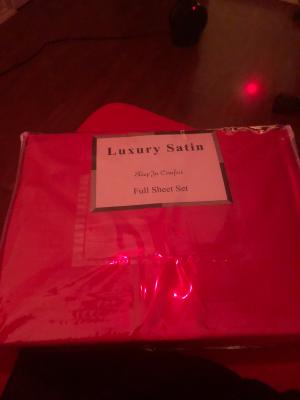 Luxury Satin
Sleep In Comfort
Full Sheet Set